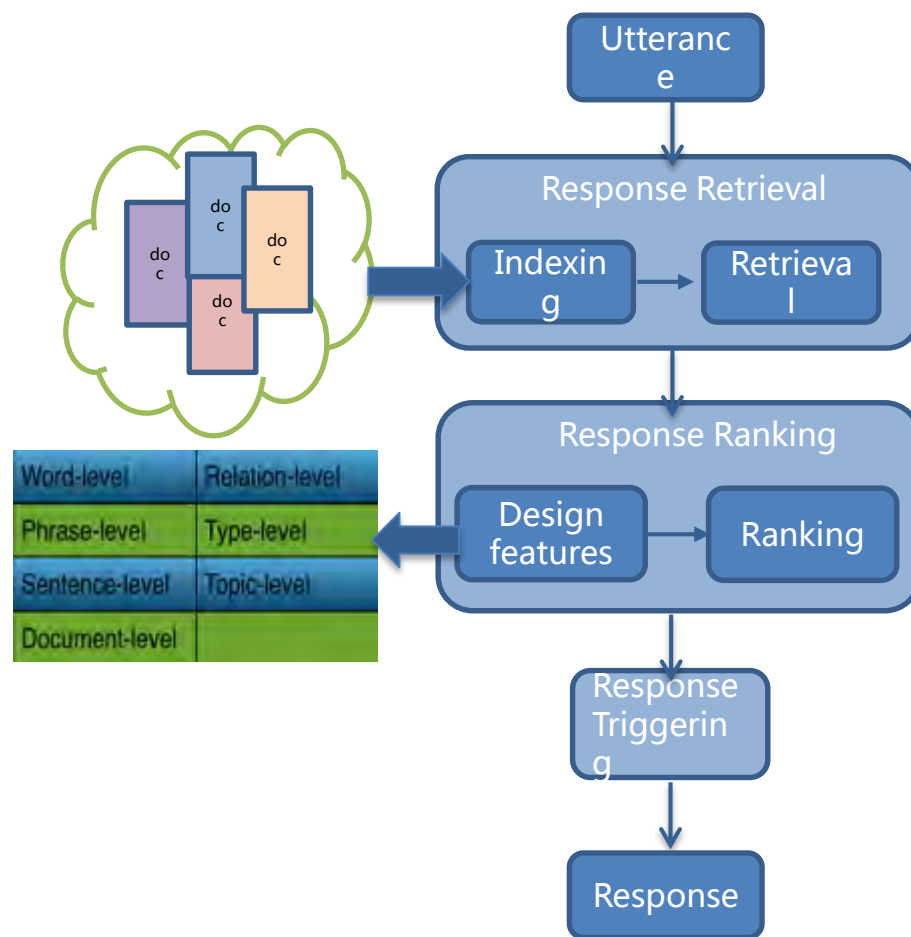 Utteranc
e
Response Retrieval
Indexin
g
Retrieva
l
do
c
do
c
do
c
do
c
Response Ranking
Design
features
Ranking
Word-level
Relation-level
Phrase-level
Type-level
Sentence-level
Topic-level
Document-level
Response
Triggerin
g
Response